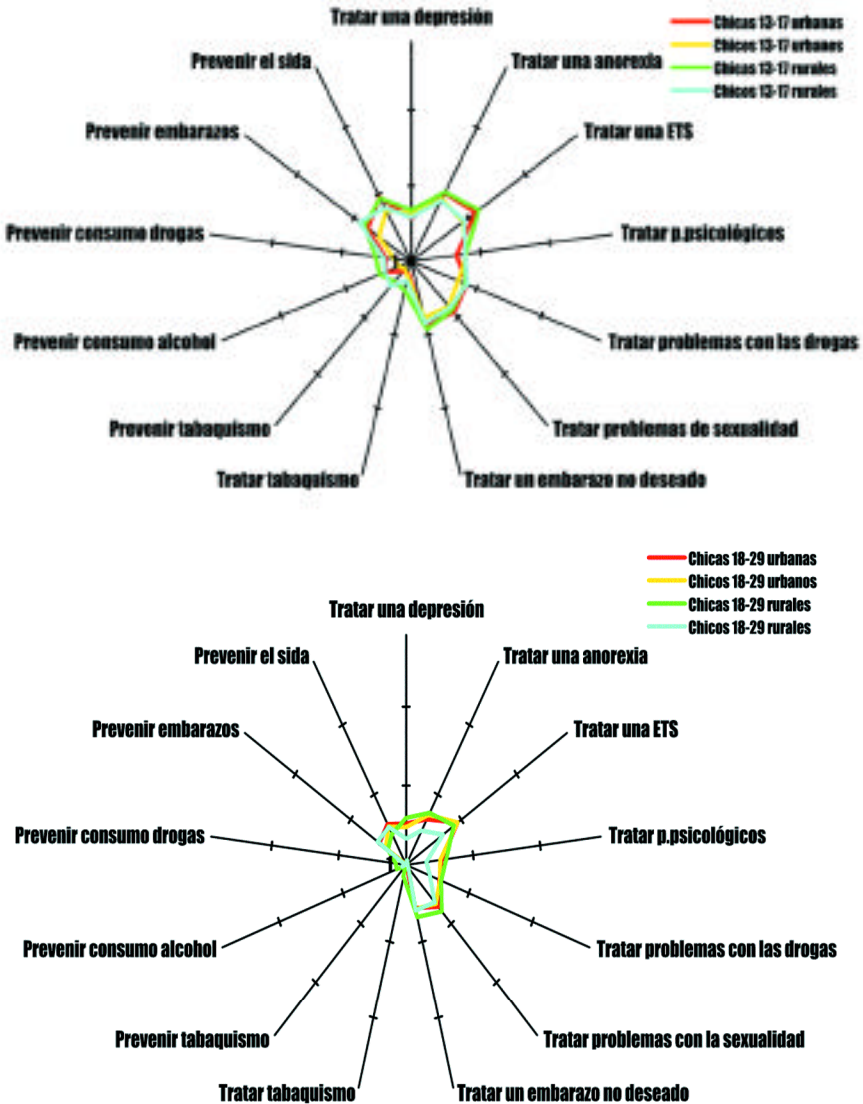 Tratar una depresión
Chicas 13-17 urbanas
Chicos 13-17 urbanos
Chicas 13-17 rurales
Chicos 13-17 rurales
Prevenir el sida
Tratar una anorexia
Prevenir embarazos
Tratar una ETS
Prevenir consumo drogas
Tratar p.psicológicos
1
Prevenir consumo alcohol
Tratar problemas con las drogas
Prevenir tabaquismo
Tratar problemas de sexualidad
Tratar tabaquismo
Tratar un embarazo no deseado
Chicas 18-29 urbanas
Chicos 18-29 urbanos
Chicas 18-29 rurales
Chicos 18-29 rurales
Tratar una depresión
Prevenir el sida
Tratar una anorexia
Prevenir embarazos
Tratar una ETS
Prevenir consumo drogas
Tratar p.psicológicos
1
Prevenir consumo alcohol
Tratar problemas con las drogas
Prevenir tabaquismo
Tratar problemas con la sexualidad
Tratar tabaquismo
Tratar un embarazo no deseado